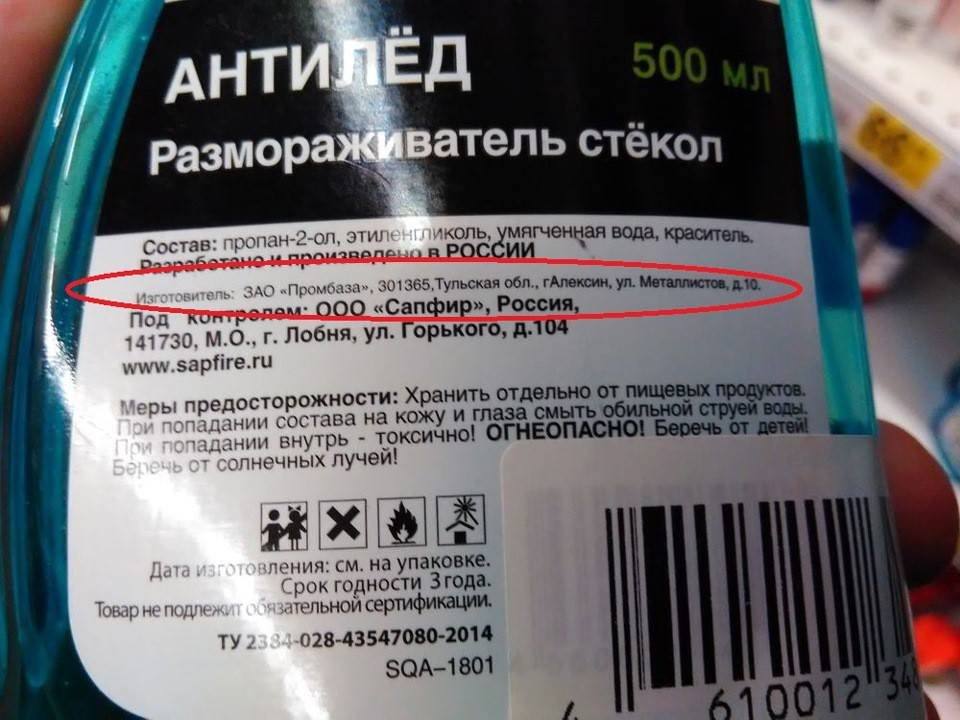 АНТИЛЁД
500 мл
Размораживатель стёкол
Состав: пропан-2-ол, этиленгликоль, умягченная вода, краситель.
Разработано и произведено в РОССИИ
Изготовитель: ЗАО «Промбаза», 301365,Тульская обл., гАлексин, ул. Металлистов, д.10.
Под контролем: ООО «Сапфир», Россия,
141730, М.О., г. Лобня, ул. Горького, д.104
www.sapfire.ru
Меры предосторожности: Хранить отдельно от пищевых продуктов.
При попадании состава на кожу и глаза смыть обильной струей воды.
При попадании внутрь - токсично! ОГНЕОПАСНО! Беречь от детей!
Беречь от солнечных лучей!
Дата изготовления: см. на упаковке.
Срок годности 3 года.
Товар не подлежит обязательной сертификации.
ТУ 2384-028-43547080-2014
SQA-1801
4 610012 348